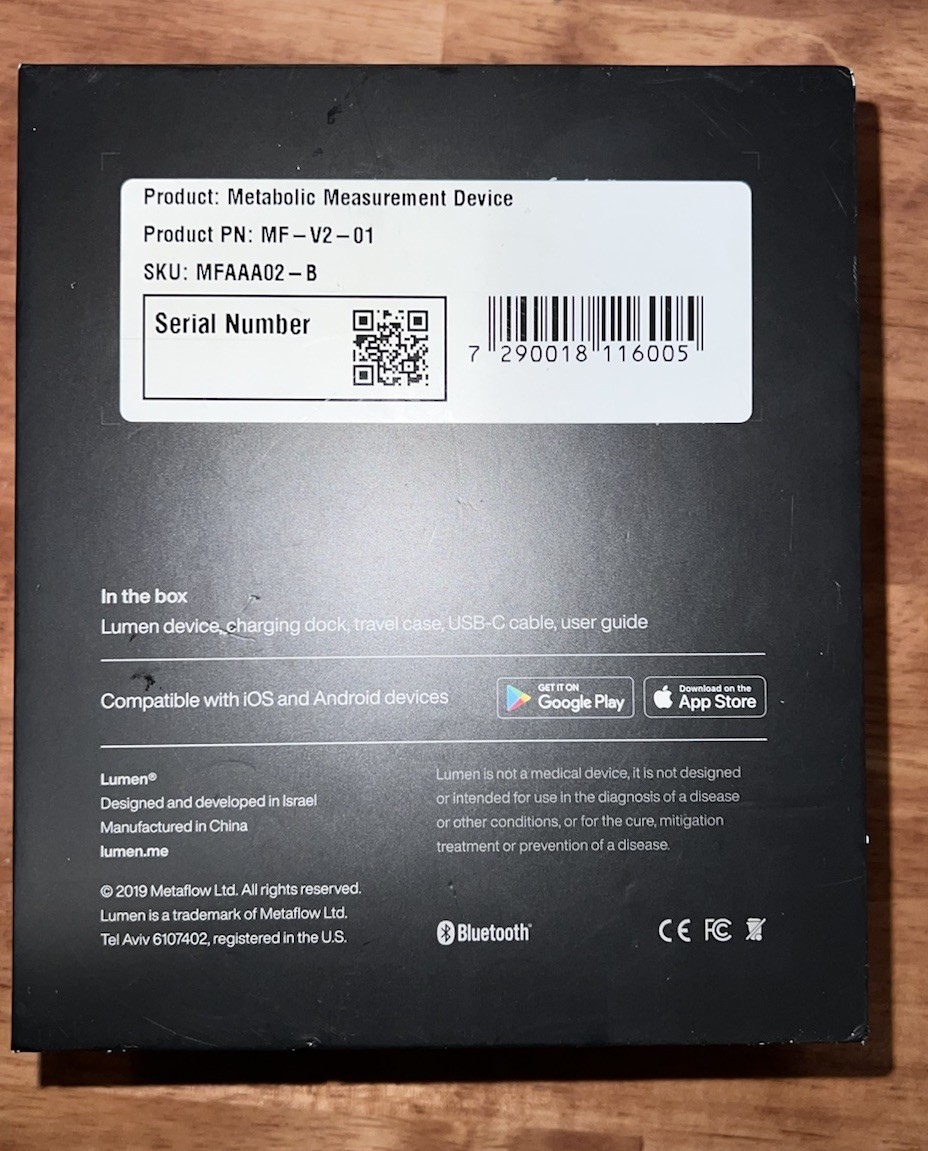 Product: Metabolic Measurement Device
Product PN: MF-V2-01
SKU: MFAAA02-B
Serial Number
7 290018 116005
In the box
Lumen device, charging dock, travel case, USB-C cable, user guide
Compatible with iOS and Android devices
GET IT ON
Google Play
Download on the
App Store
Lumen®
Designed and developed in Israel
Manufactured in China
lumen.me
© 2019 Metaflow Ltd. All rights reserved.
Lumen is a trademark of Metaflow Ltd.
Tel Aviv 6107402, registered in the U.S.
Lumen is not a medical device, it is not designed
or intended for use in the diagnosis of a disease
or other conditions, or for the cure, mitigation
treatment or prevention of a disease.
Bluetooth®
CE FC